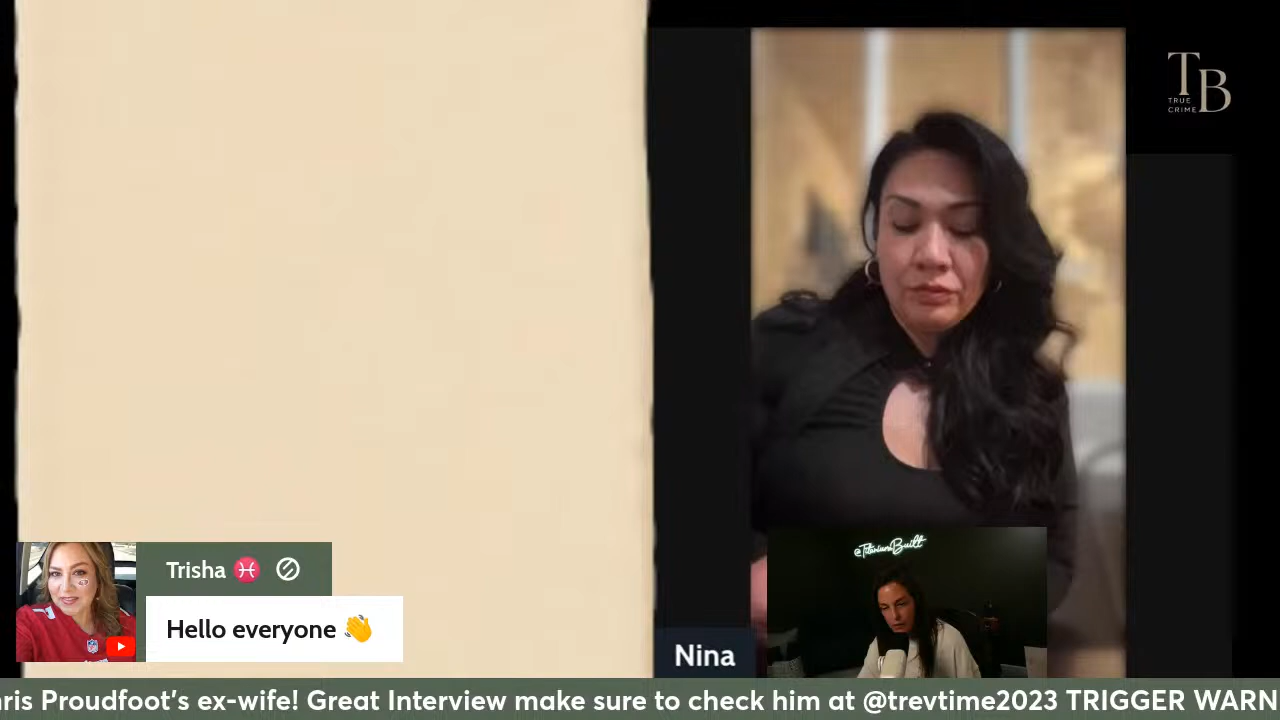 TB
TRUE
CRIME
@TitaniumBuilt
Trisha ♓
Hello everyone 👋
Nina
ris Proudfoot's ex-wife! Great Interview make sure to check him at @trevtime2023 TRIGGER WARN